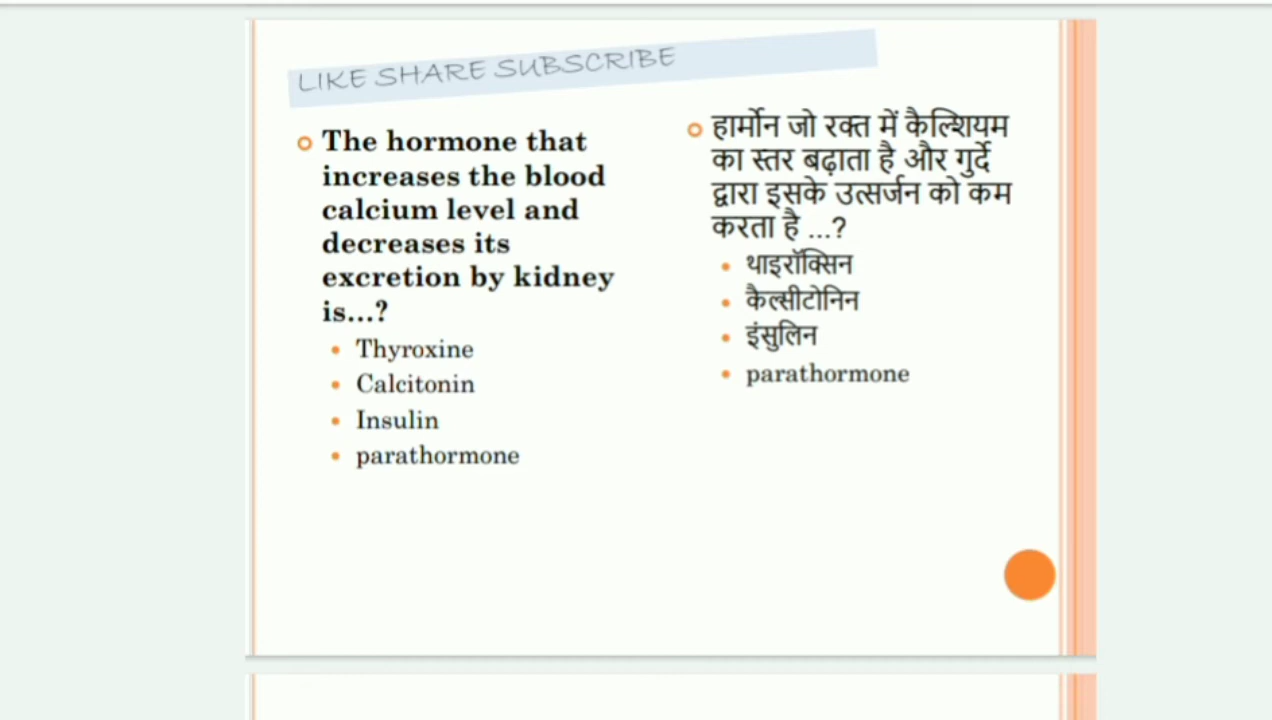 LIKE SHARE SUBSCRIBE
The hormone that
increases the blood
calcium level and
decreases its
excretion by kidney
is...?
Thyroxine
Calcitonin
Insulin
parathormone
हार्मोन जो रक्त में कैल्शियम
का स्तर बढ़ाता है और गुर्दे
द्वारा इसके उत्सर्जन को कम
करता है ...?
थाइरॉक्सिन
कैल्सीटोनिन
इंसुलिन
parathormone